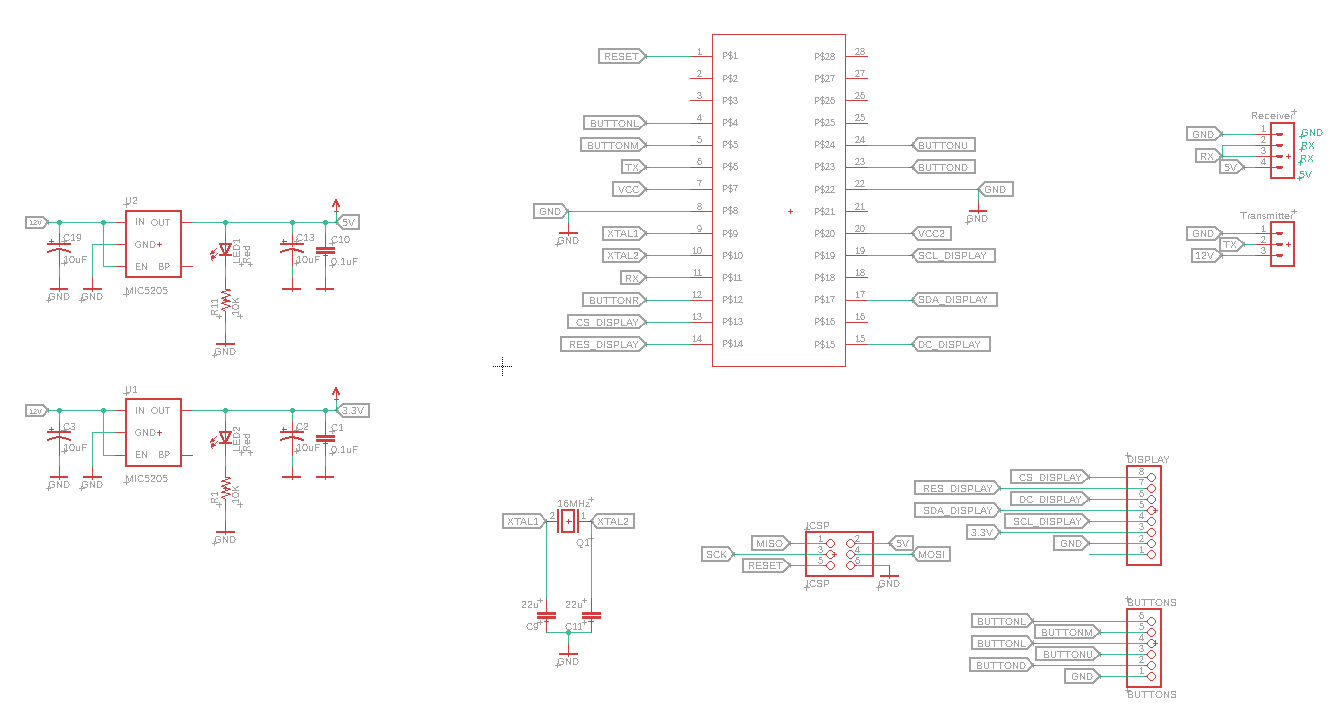 U2
12V
IN OUT
GND
EN BP
MIC5205
C19
10uF
GND
GND
LED1
Red
R11
10K
GND
C13
10uF
C10
0.1uF
5V
U1
12V
IN OUT
GND
EN BP
MIC5205
C3
10uF
GND
GND
LED2
Red
R1
10K
GND
C2
10uF
C1
0.1uF
3.3V
RESET 1 P$1 P$28 28
2 P$2 P$27 27
3 P$3 P$26 26
BUTTONL 4 P$4 P$25 25
BUTTONM 5 P$5 P$24 24 BUTTONU
TX 6 P$6 P$23 23 BUTTOND
VCC 7 P$7 P$22 22 GND
GND 8 P$8 P$21 21
GND
GND
XTAL1 9 P$9 P$20 20 VCC2
XTAL2 10 P$10 P$19 19 SCL_DISPLAY
RX 11 P$11 P$18 18
BUTTONR 12 P$12 P$17 17 SDA_DISPLAY
CS_DISPLAY 13 P$13 P$16 16
RES_DISPLAY 14 P$14 P$15 15 DC_DISPLAY
Receiver
GND 1 GND
2 RX
RX 3 RX
5V 4 5V
Transmitter
GND 1
TX 2
12V 3
16MHz
XTAL1 2 1 XTAL2
Q1
22u 22u
C9 C11
GND
ICSP
MISO 1 2 5V
SCK 3 4 MOSI
RESET 5 6
GND
ICSP
DISPLAY
CS_DISPLAY 8
RES_DISPLAY 7
DC_DISPLAY 6
SDA_DISPLAY 5
SCL_DISPLAY 4
3.3V 3
GND 2
1
BUTTONS
BUTTONL 6
BUTTONM 5
BUTTONL 4
BUTTONU 3
BUTTOND 2
GND 1
BUTTONS